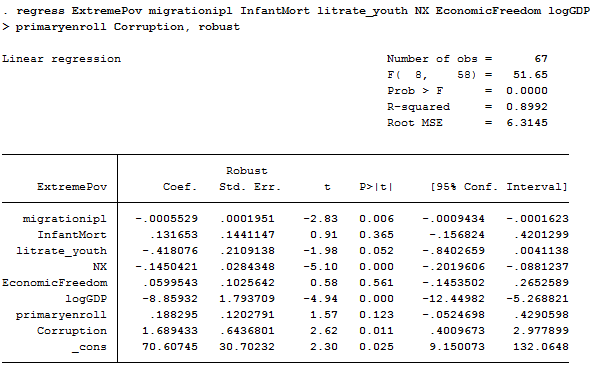 . regress ExtremePov migrationipl InfantMort litrate_youth NX EconomicFreedom logGDP
> primaryenroll Corruption, robust
Linear regression Number of obs = 67
F( 8, 58) = 51.65
Prob > F = 0.0000
R-squared = 0.8992
Root MSE = 6.3145
Robust
ExtremePov Coef. Std. Err. t P>|t| [95% Conf. Interval]
migrationipl -.0005529 .0001951 -2.83 0.006 -.0009434 -.0001623
InfantMort .131653 .1441147 0.91 0.365 -.156824 .4201299
litrate_youth -.418076 .2109138 -1.98 0.052 -.8402659 .0041138
NX -.1450421 .0284348 -5.10 0.000 -.2019606 -.0881237
EconomicFreedom .0599543 .1025642 0.58 0.561 -.1453502 .2652589
logGDP -8.85932 1.793709 -4.94 0.000 -12.44982 -5.268821
primaryenroll .188295 .1202791 1.57 0.123 -.0524698 .4290598
Corruption 1.689433 .6436801 2.62 0.011 .4009673 2.977899
_cons 70.60745 30.70232 2.30 0.025 9.150073 132.0648